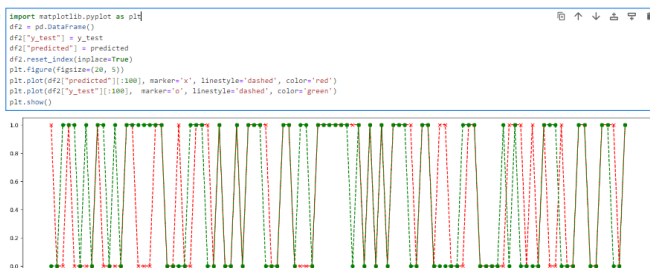 import matplotlib.pyplot as plt
df2 = pd.DataFrame()
df2["y_test"] = y_test
df2["predicted"] = predicted
df2.reset_index(inplace=True)
plt.figure(figsize=(20, 5))
plt.plot(df2["predicted"][:100], marker='x', linestyle='dashed', color='red')
plt.plot(df2["y_test"][:100],  marker='o', linestyle='dashed', color='green')
plt.show()
1.0
0.8
0.6
0.4
0.2
0.0